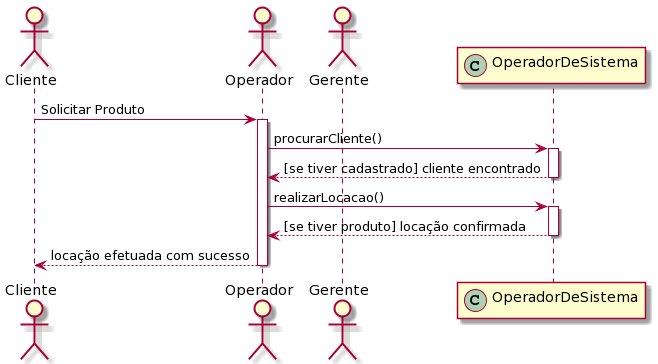 Cliente
Operador
Gerente
C OperadorDeSistema
Solicitar Produto
procurarCliente()
[se tiver cadastrado] cliente encontrado
realizarLocacao()
[se tiver produto] locação confirmada
locação efetuada com sucesso
Cliente
Operador
Gerente
C OperadorDeSistema